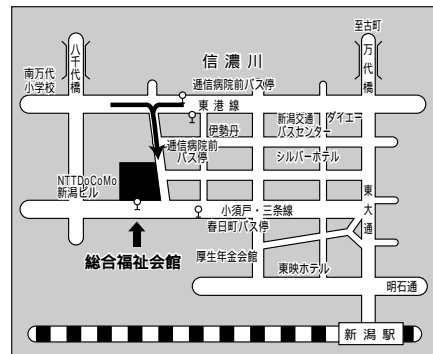 至古町
八千代橋
信濃川
万代橋
南万代
小学校
逓信病院前バス停
東港線
伊勢丹
新潟交通
バスセンター
ダイエー
逓信病院前
バス停
シルバーホテル
NTTDoCoMo
新潟ビル
東大通
小須戸・三条線
春日町バス停
総合福祉会館
厚生年金会館
東映ホテル
明石通
新潟駅